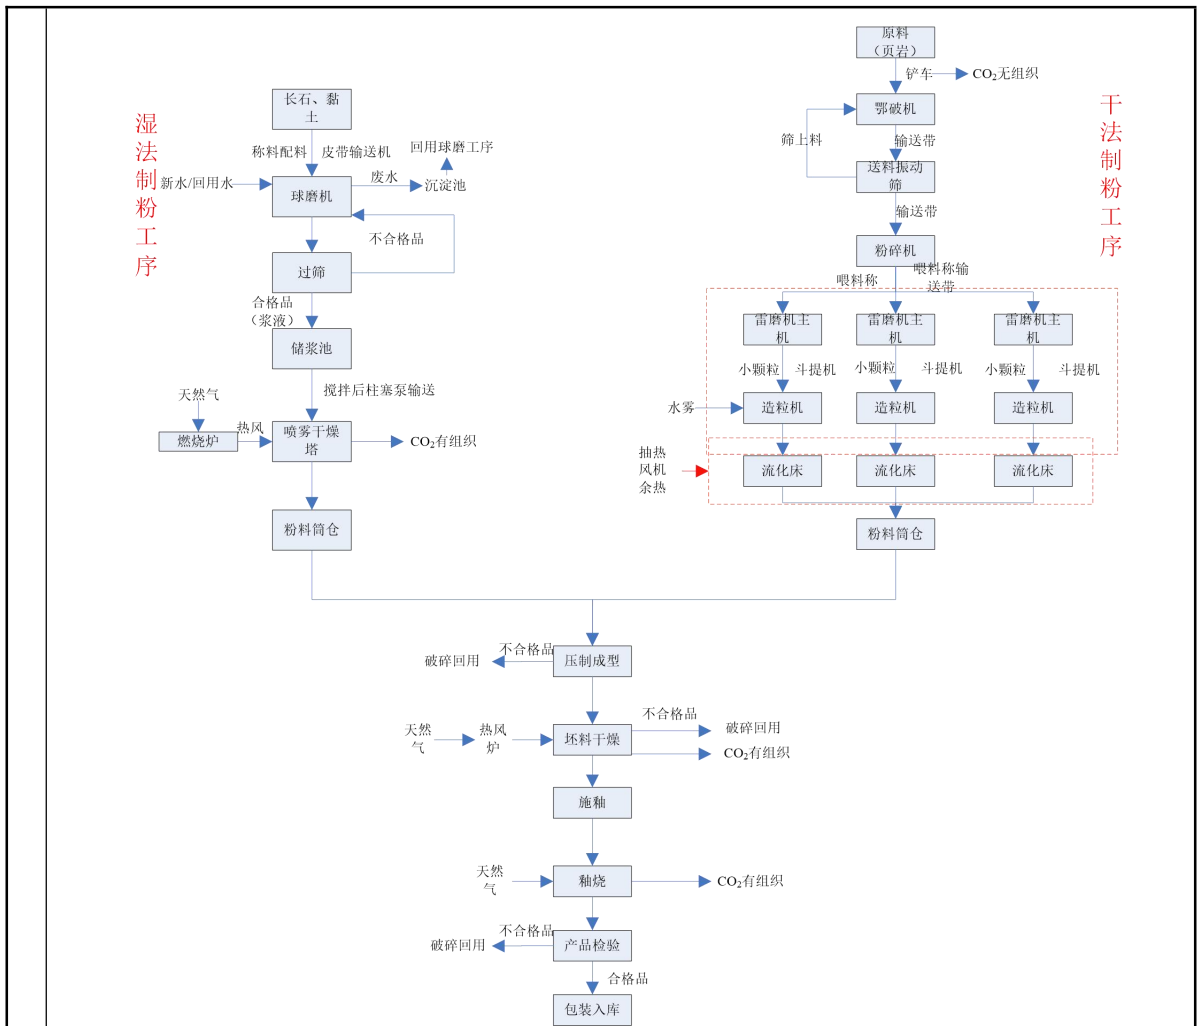 原料
（页岩）
铲车
CO2无组织
长石、黏
土
湿法制粉工序
干法制粉工序
鄂破机
称料配料
皮带输送机
回用球磨工序
筛上料
输送带
新水/回用水
球磨机
废水
沉淀池
送料振动
筛
输送带
不合格品
过筛
粉碎机
喂料称
喂料称输
送带
合格品
（浆液）
雷磨机主
机
雷磨机主
机
雷磨机主
机
储浆池
小颗粒
斗提机
小颗粒
斗提机
小颗粒
斗提机
搅拌后柱塞泵输送
天然气
水雾
造粒机
造粒机
造粒机
燃烧炉
热风
喷雾干燥
塔
CO2有组织
抽热
风机
余热
流化床
流化床
流化床
粉料筒仓
粉料筒仓
破碎回用
不合格品
压制成型
天然
气
热风
炉
坯料干燥
不合格品
破碎回用
CO2有组织
施釉
天然
气
釉烧
CO2有组织
破碎回用
不合格品
产品检验
合格品
包装入库